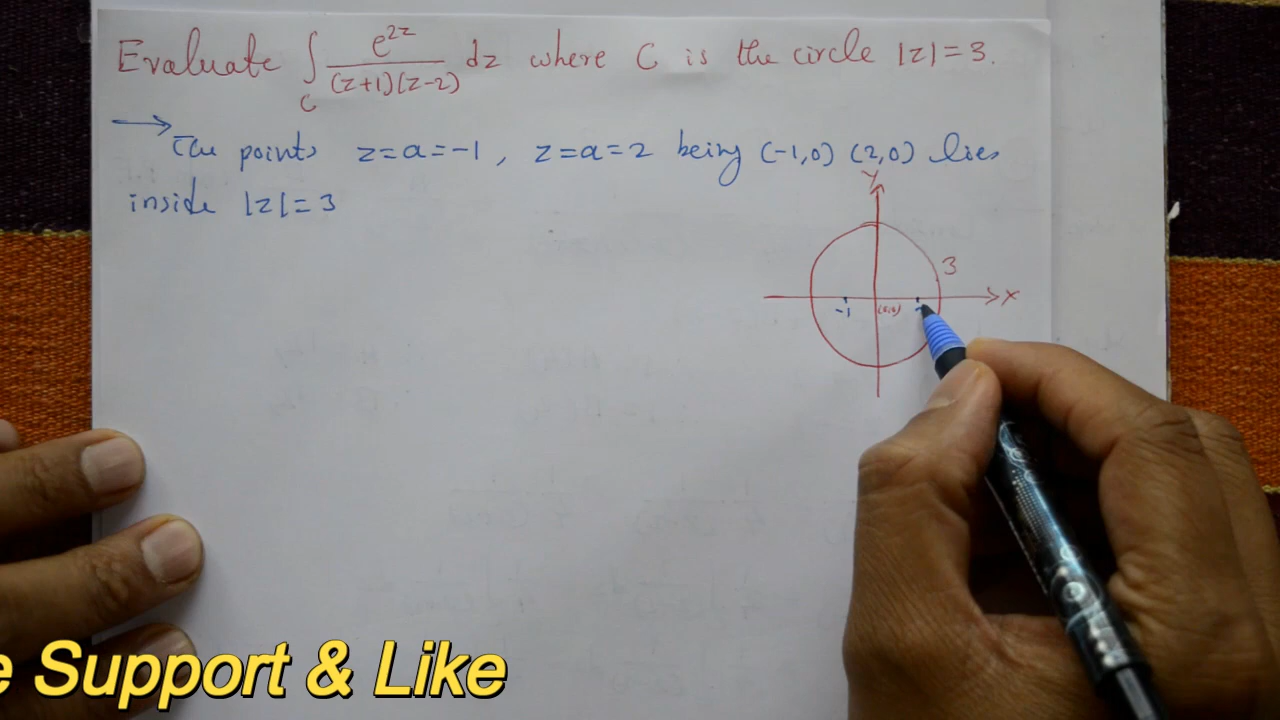 Evaluate ∫_C e^{2z}/((z+1)(z-2)) dz where C is the circle |z|=3.
→ The points z=a=-1, z=a=2 being (-1,0) (2,0) lies
inside |z|=3
Y
3
X
-1
(0,0)
e Support & Like